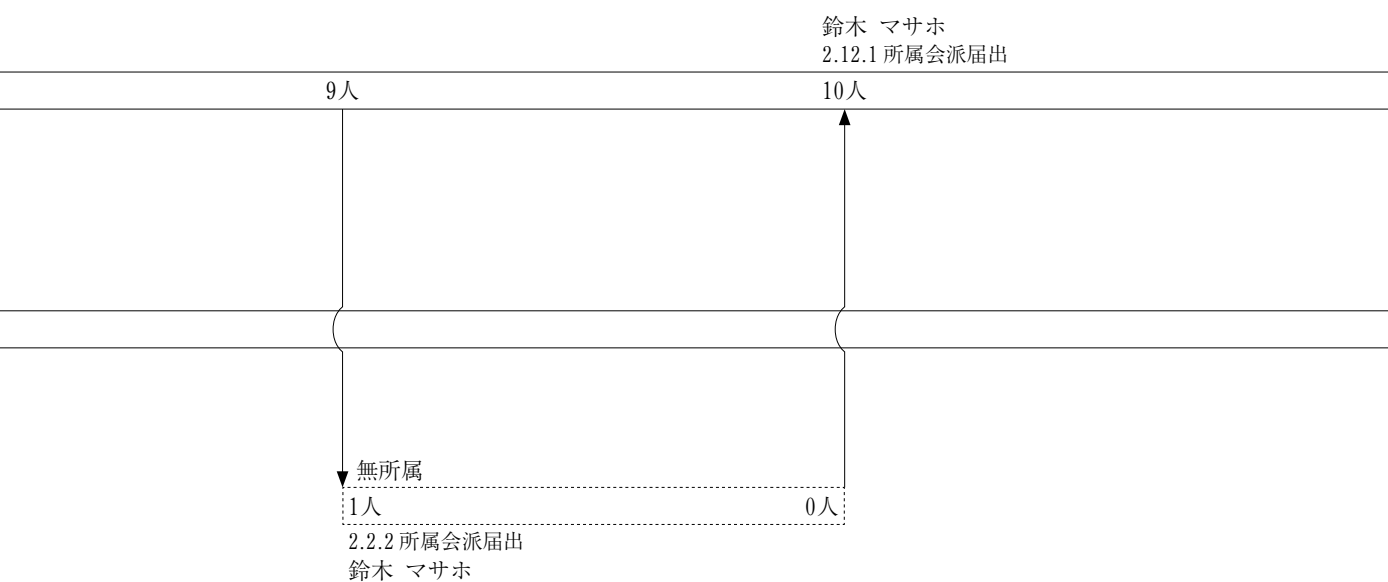 鈴木 マサホ
2.12.1 所属会派届出
9人
10人
無所属
1人
0人
2.2.2 所属会派届出
鈴木 マサホ